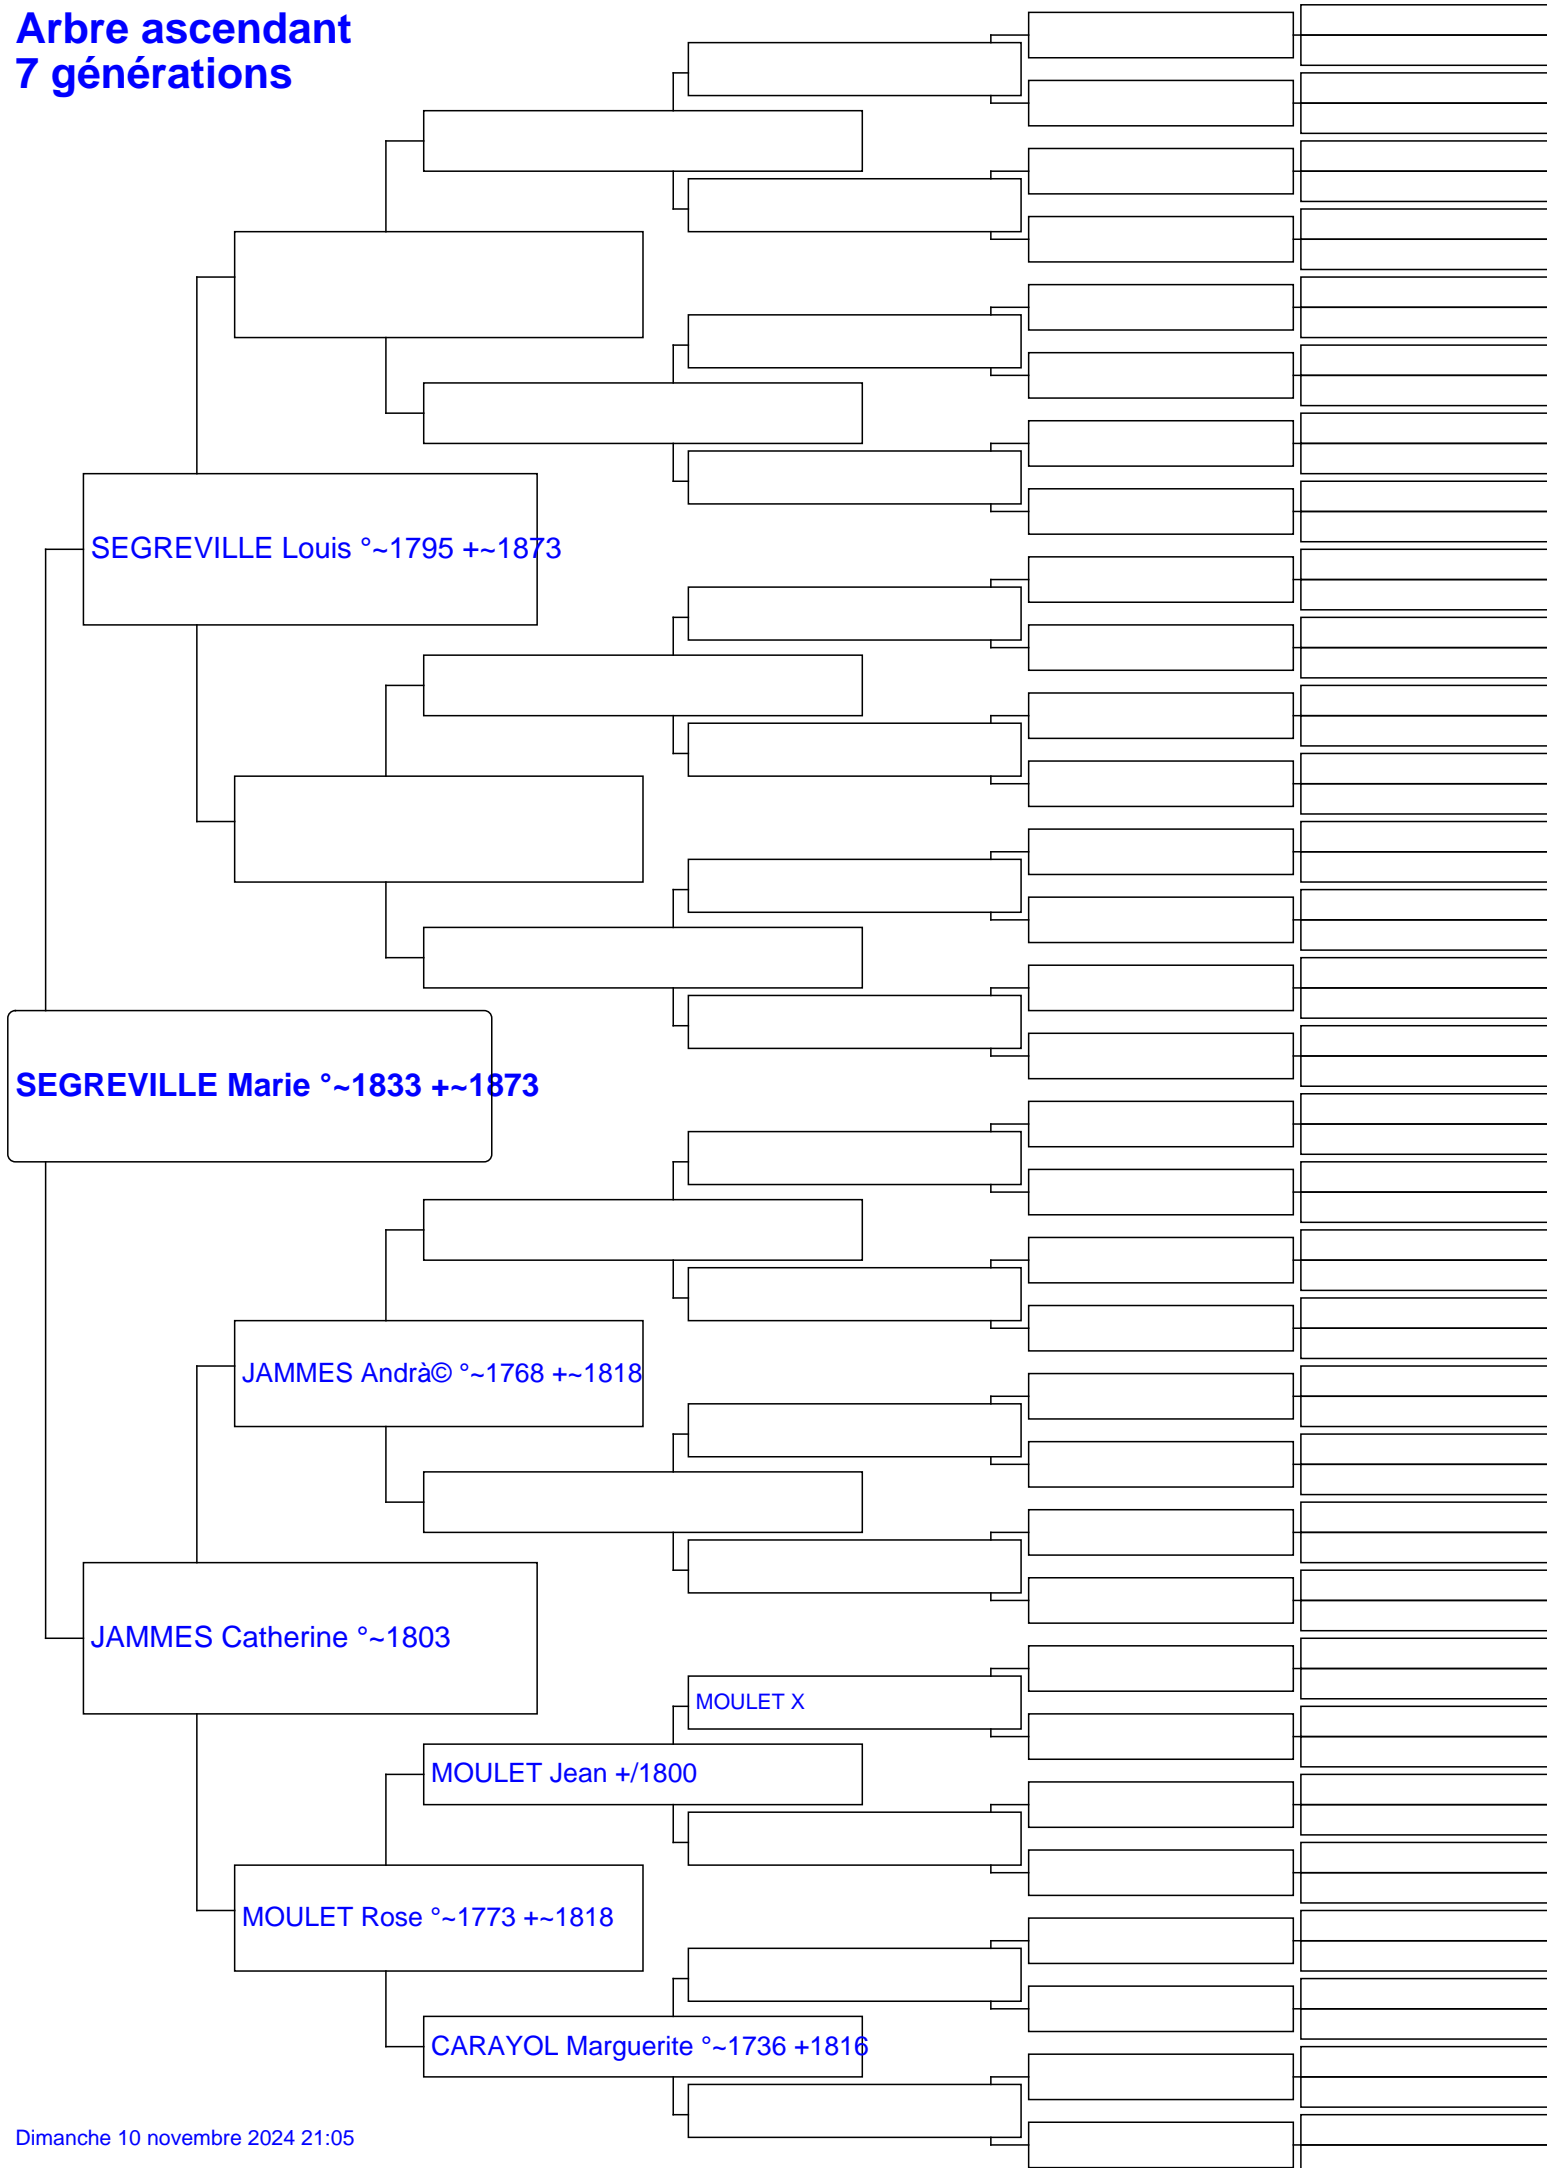 Arbre ascendant
7 générations
SEGREVILLE Louis °~1795 +~1873
SEGREVILLE Marie °~1833 +~1873
JAMMES Andrà© °~1768 +~1818
JAMMES Catherine °~1803
MOULET X
MOULET Jean +/1800
MOULET Rose °~1773 +~1818
CARAYOL Marguerite °~1736 +1816
Dimanche 10 novembre 2024 21:05